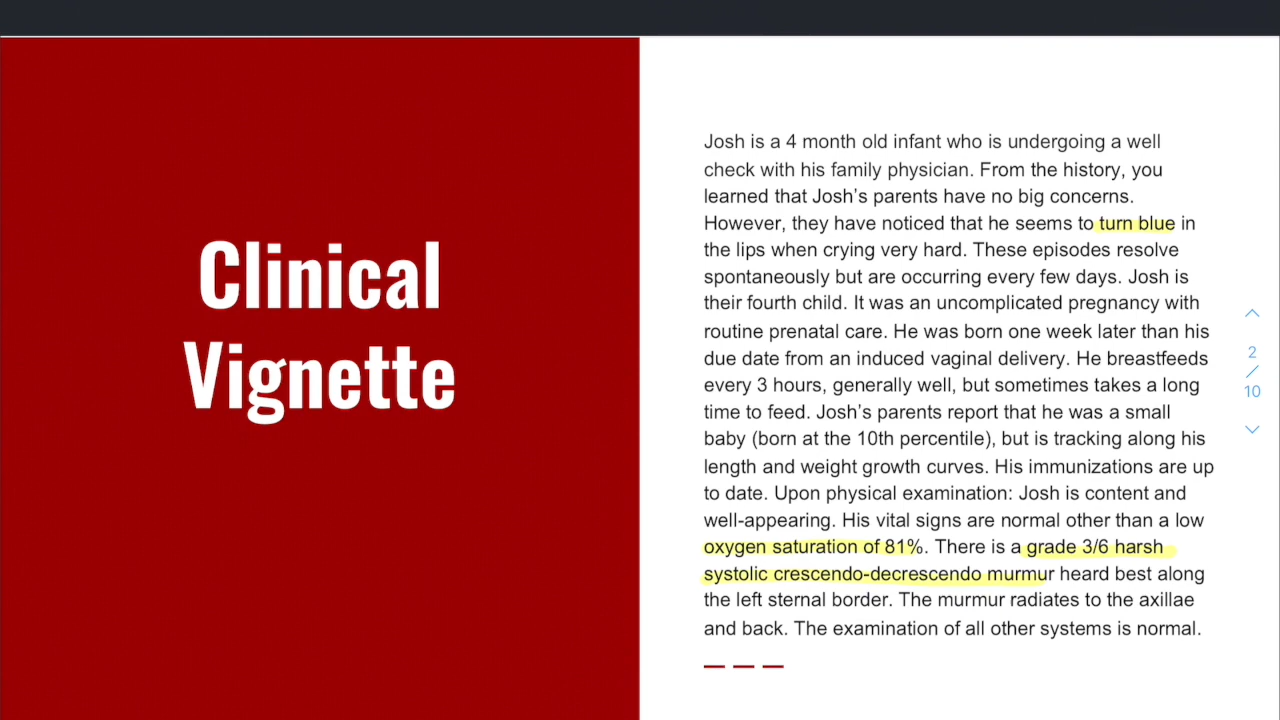 Clinical
Vignette
Josh is a 4 month old infant who is undergoing a well
check with his family physician. From the history, you
learned that Josh's parents have no big concerns.
However, they have noticed that he seems to turn blue in
the lips when crying very hard. These episodes resolve
spontaneously but are occurring every few days. Josh is
their fourth child. It was an uncomplicated pregnancy with
routine prenatal care. He was born one week later than his
due date from an induced vaginal delivery. He breastfeeds
every 3 hours, generally well, but sometimes takes a long
time to feed. Josh's parents report that he was a small
baby (born at the 10th percentile), but is tracking along his
length and weight growth curves. His immunizations are up
to date. Upon physical examination: Josh is content and
well-appearing. His vital signs are normal other than a low
oxygen saturation of 81%. There is a grade 3/6 harsh
systolic crescendo-decrescendo murmur heard best along
the left sternal border. The murmur radiates to the axillae
and back. The examination of all other systems is normal.
2
/
10